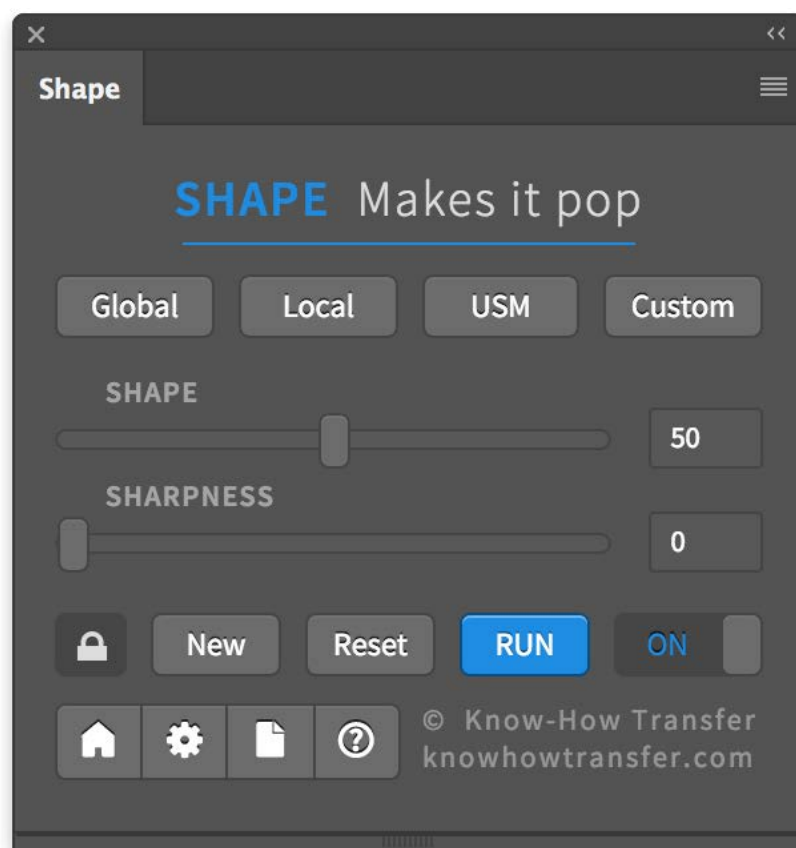 Shape
SHAPE Makes it pop
Global Local USM Custom
SHAPE
50
SHARPNESS
0
New Reset RUN ON
© Know-How Transfer
knowhowtransfer.com